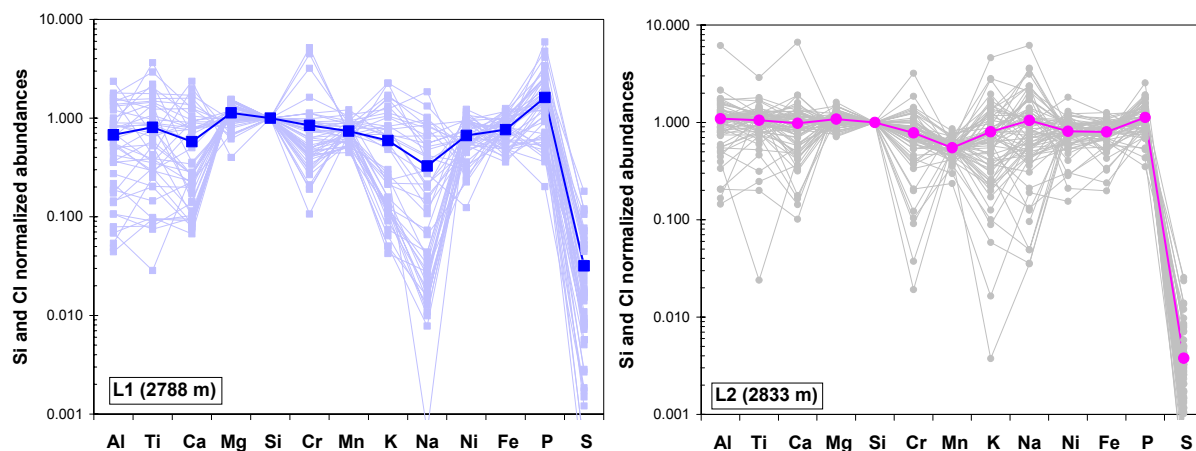 Si and CI normalized abundances
10.000
1.000
0.100
0.010
0.001
L1 (2788 m)
Al Ti Ca Mg Si Cr Mn K Na Ni Fe P S
Si and CI normalized abundances
10.000
1.000
0.100
0.010
0.001
L2 (2833 m)
Al Ti Ca Mg Si Cr Mn K Na Ni Fe P S